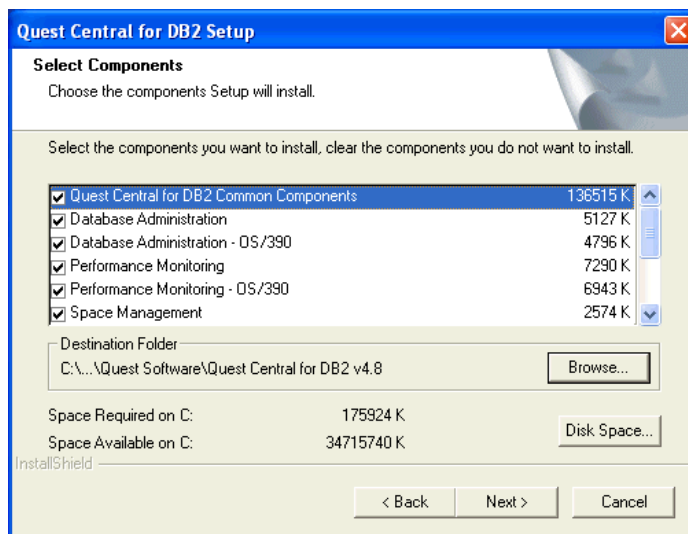 Quest Central for DB2 Setup
Select Components
Choose the components Setup will install.
Select the components you want to install, clear the components you do not want to install.
Quest Central for DB2 Common Components 136515 K
Database Administration 5127 K
Database Administration - OS/390 4796 K
Performance Monitoring 7290 K
Performance Monitoring - OS/390 6943 K
Space Management 2574 K
Destination Folder
C:\...\Quest Software\Quest Central for DB2 v4.8 Browse...
Space Required on C: 175924 K
Space Available on C: 34715740 K
Disk Space...
InstallShield
< Back Next > Cancel